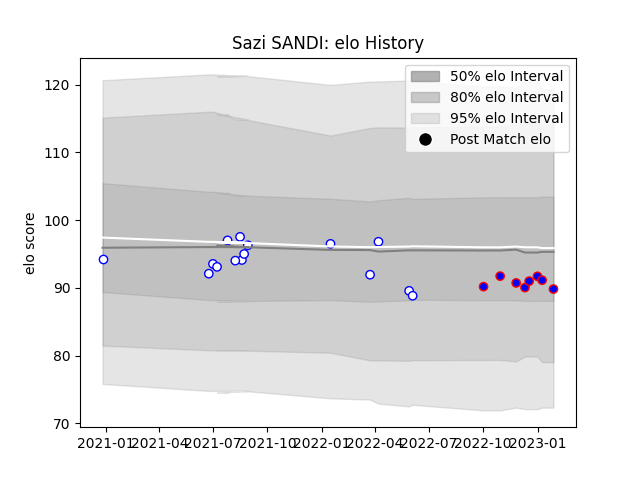 Sazi SANDI: elo History
50% elo Interval
80% elo Interval
95% elo Interval
Post Match elo
elo score
120
110
100
90
80
70
2021-01 2021-04 2021-07 2021-10 2022-01 2022-04 2022-07 2022-10 2023-01